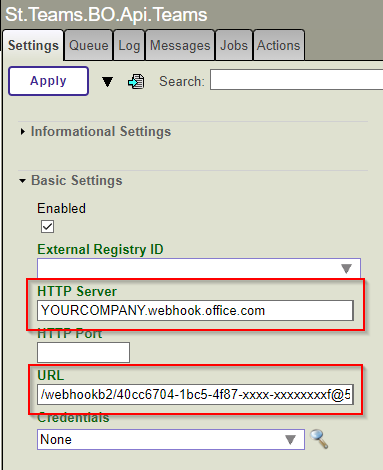 St.Teams.BO.Api.Teams
Settings Queue Log Messages Jobs Actions
Apply Search:
Informational Settings
Basic Settings
Enabled
External Registry ID
HTTP Server
YOURCOMPANY.webhook.office.com
HTTP Port
URL
/webhookb2/40cc6704-1bc5-4f87-xxxx-xxxxxxxxf@5
Credentials
None